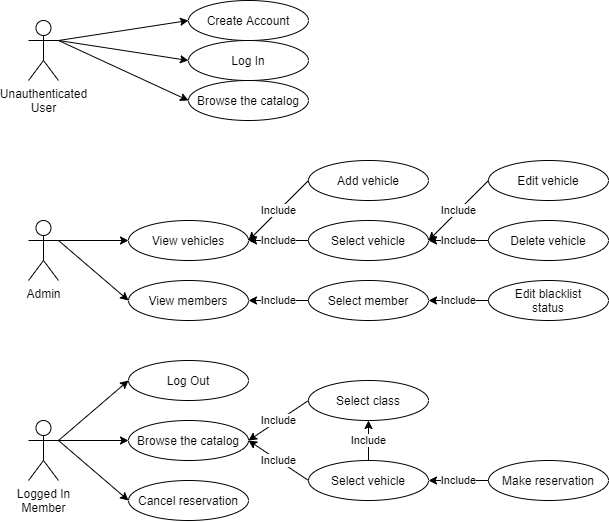 Create Account
Log In
Browse the catalog
Unauthenticated
User
Add vehicle
Edit vehicle
Include
Include
View vehicles
Include
Select vehicle
Include
Delete vehicle
Admin
View members
Include
Select member
Include
Edit blacklist
status
Log Out
Select class
Include
Browse the catalog
Include
Include
Logged In
Member
Cancel reservation
Select vehicle
Include
Make reservation